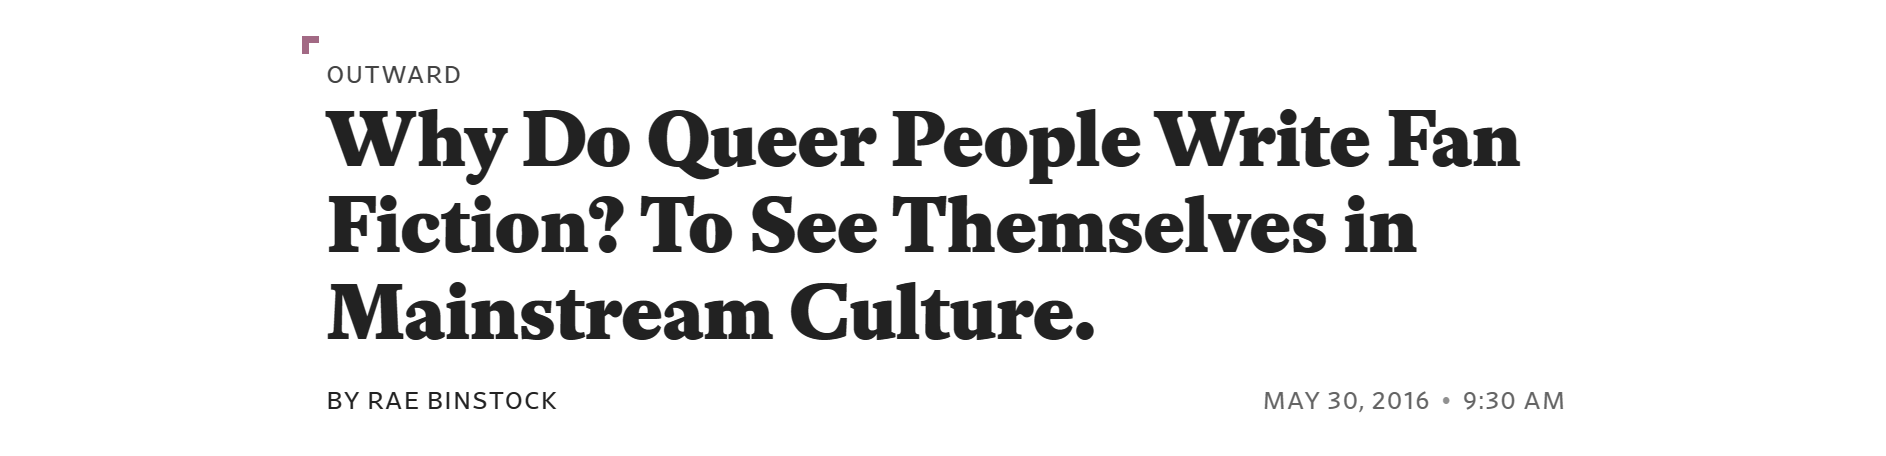 OUTWARD
Why Do Queer People Write Fan
Fiction? To See Themselves in
Mainstream Culture.
BY RAE BINSTOCK
MAY 30, 2016 • 9:30 AM